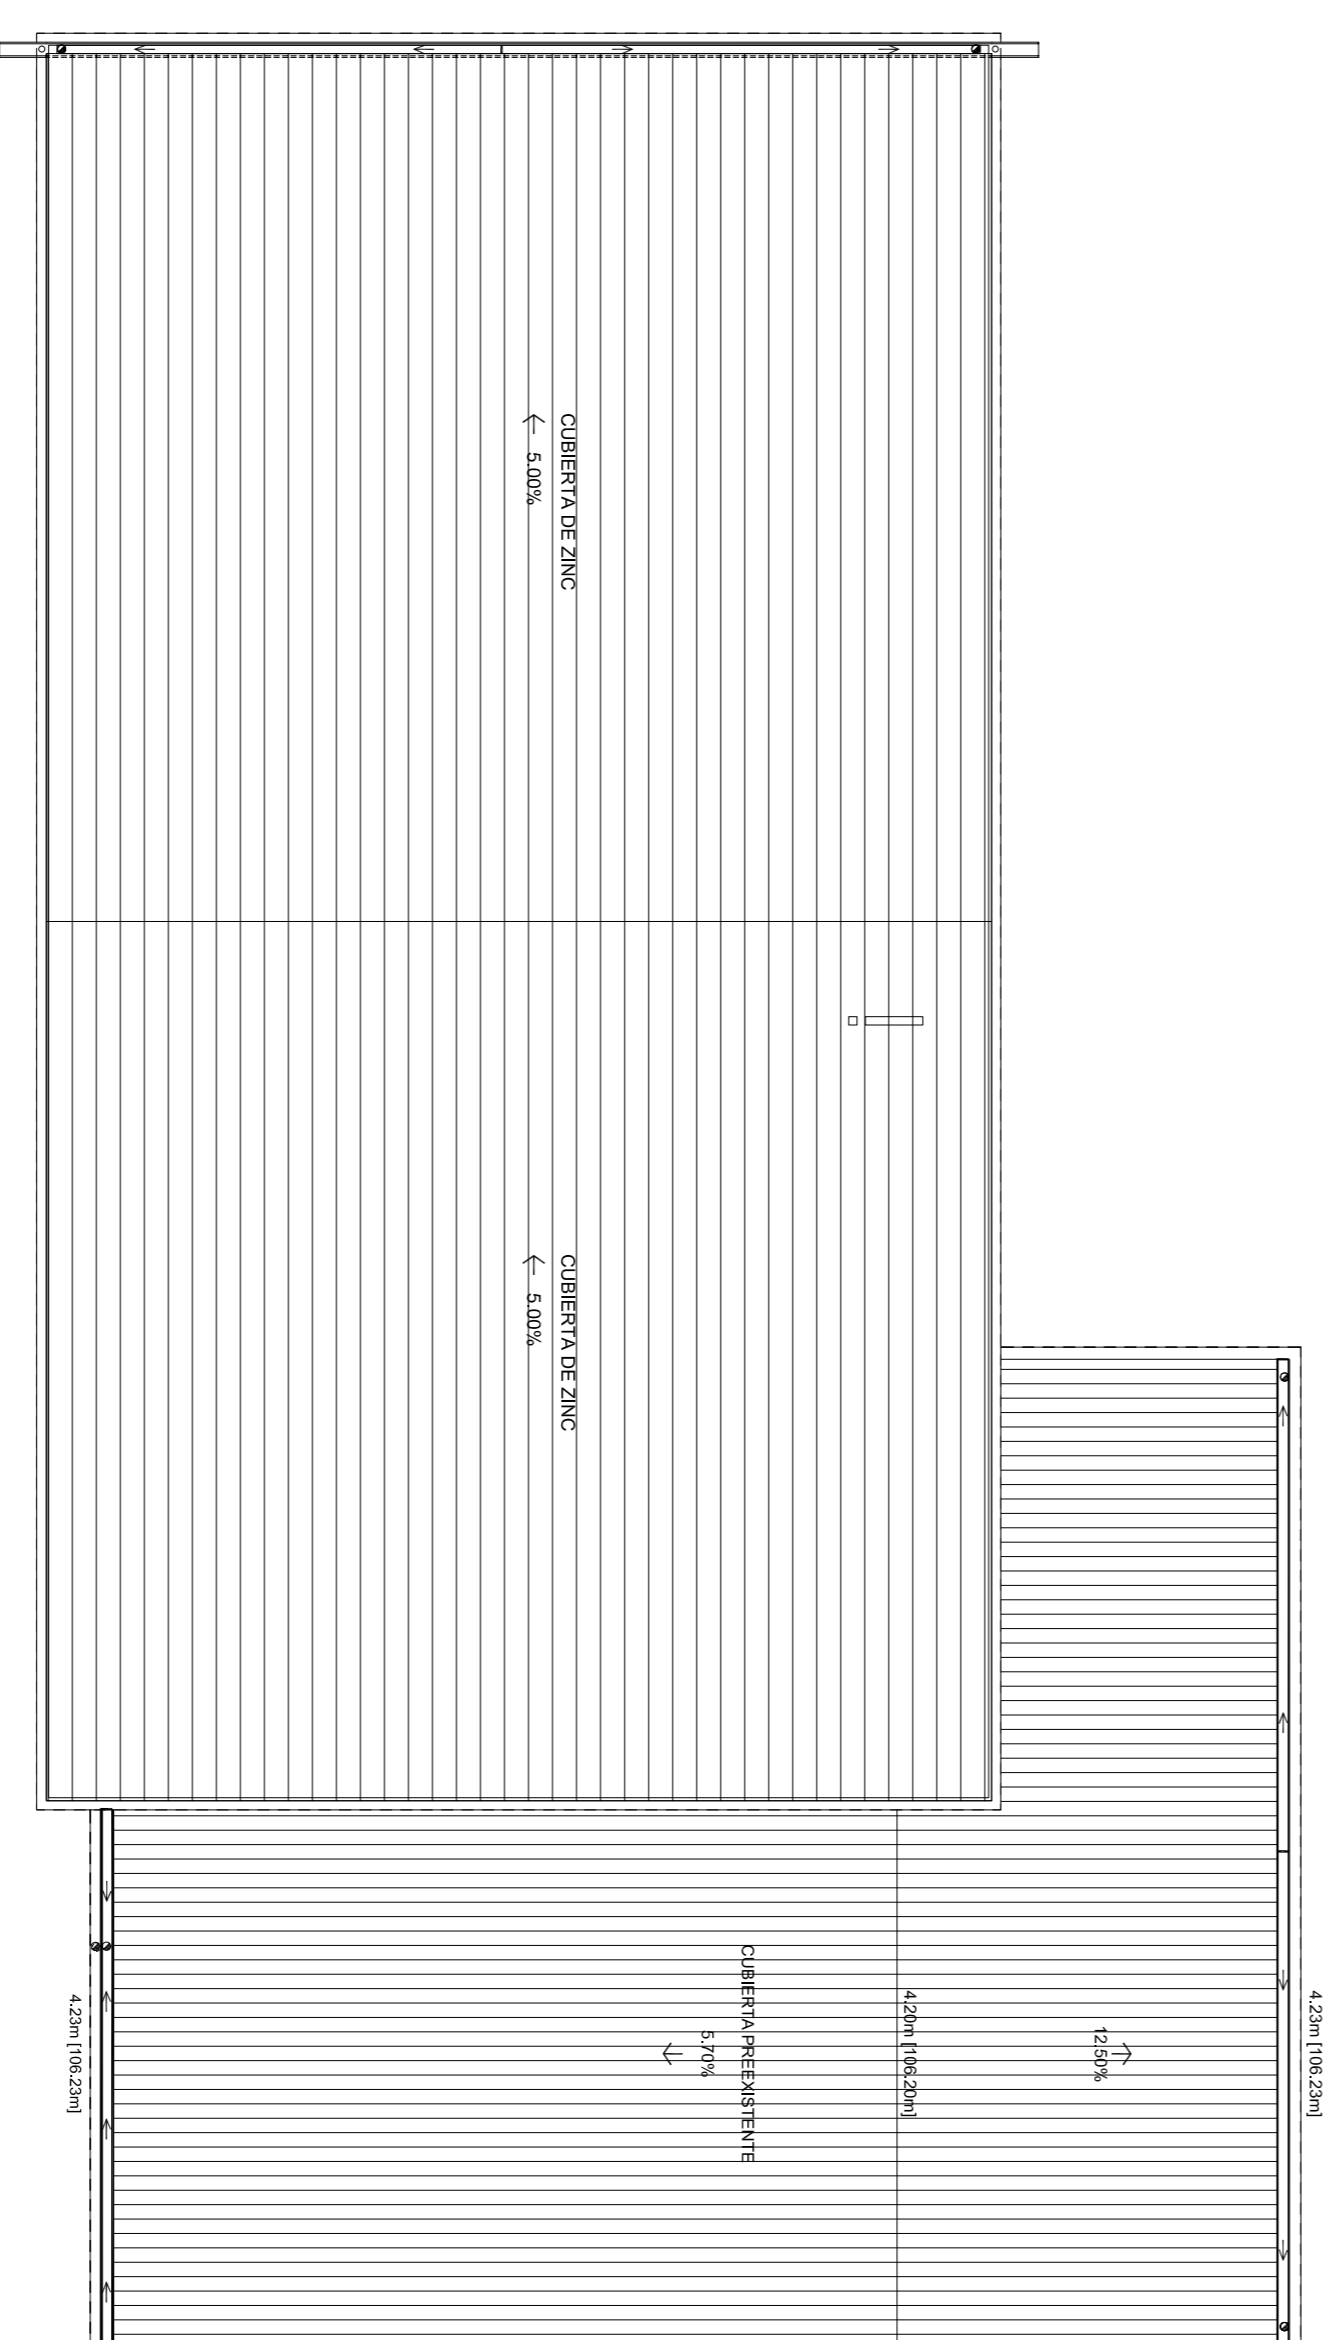 CUBIERTA DE ZINC
5.00%
CUBIERTA DE ZINC
5.00%
4.23m [106.23m]
12.50%
4.20m [106.20m]
CUBIERTA PREEXISTENTE
5.70%
4.23m [106.23m]